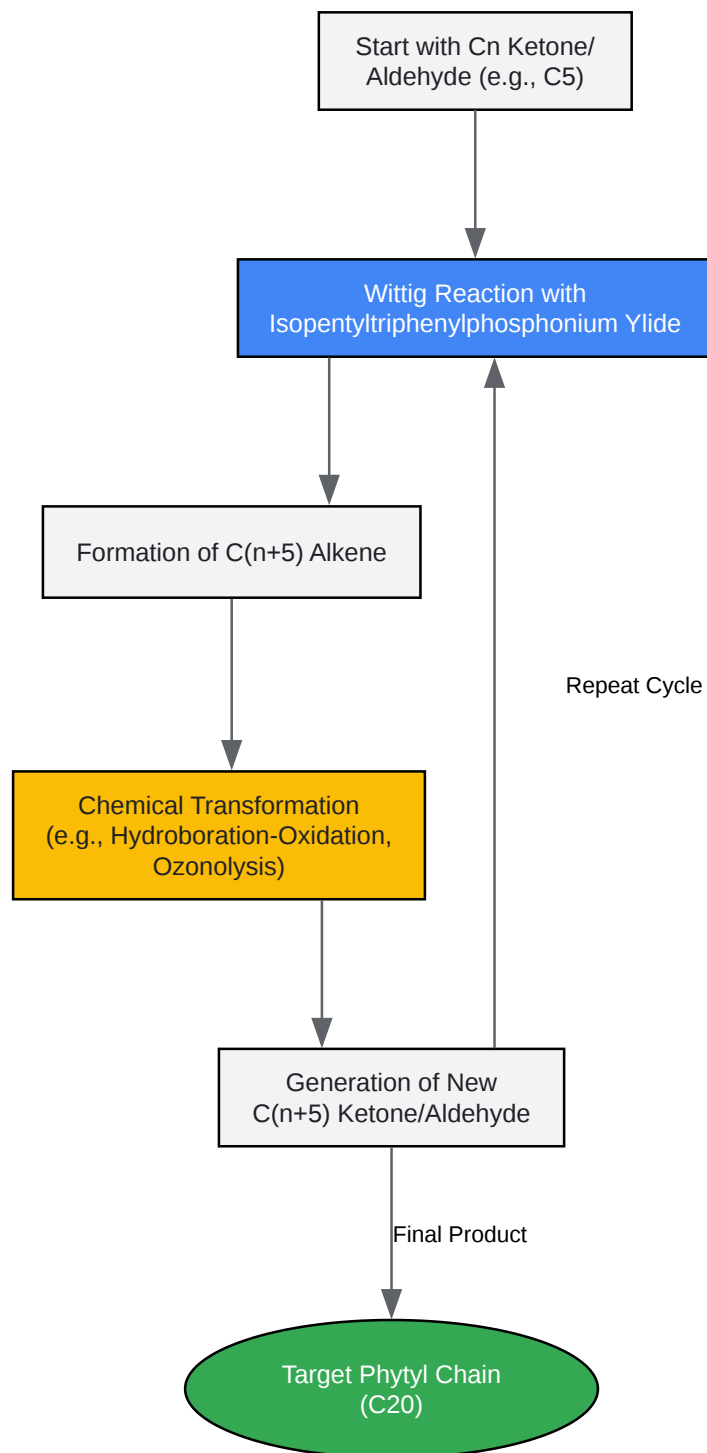 Start with Cn Ketone/
Aldehyde (e.g., C5)
Wittig Reaction with
Isopentyltriphenylphosphonium Ylide
Formation of C(n+5) Alkene
Repeat Cycle
Chemical Transformation
(e.g., Hydroboration-Oxidation,
Ozonolysis)
Generation of New
C(n+5) Ketone/Aldehyde
Final Product
Target Phytyl Chain
(C20)